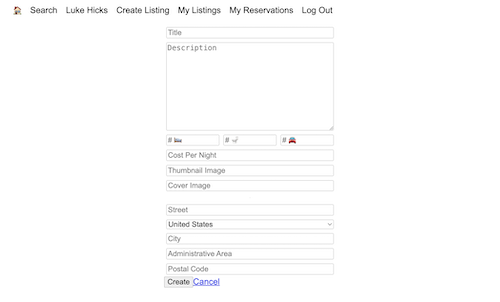 Search Luke Hicks Create Listing My Listings My Reservations Log Out
Title
Description
# # #
Cost Per Night
Thumbnail Image
Cover Image
Street
United States
City
Administrative Area
Postal Code
Create Cancel